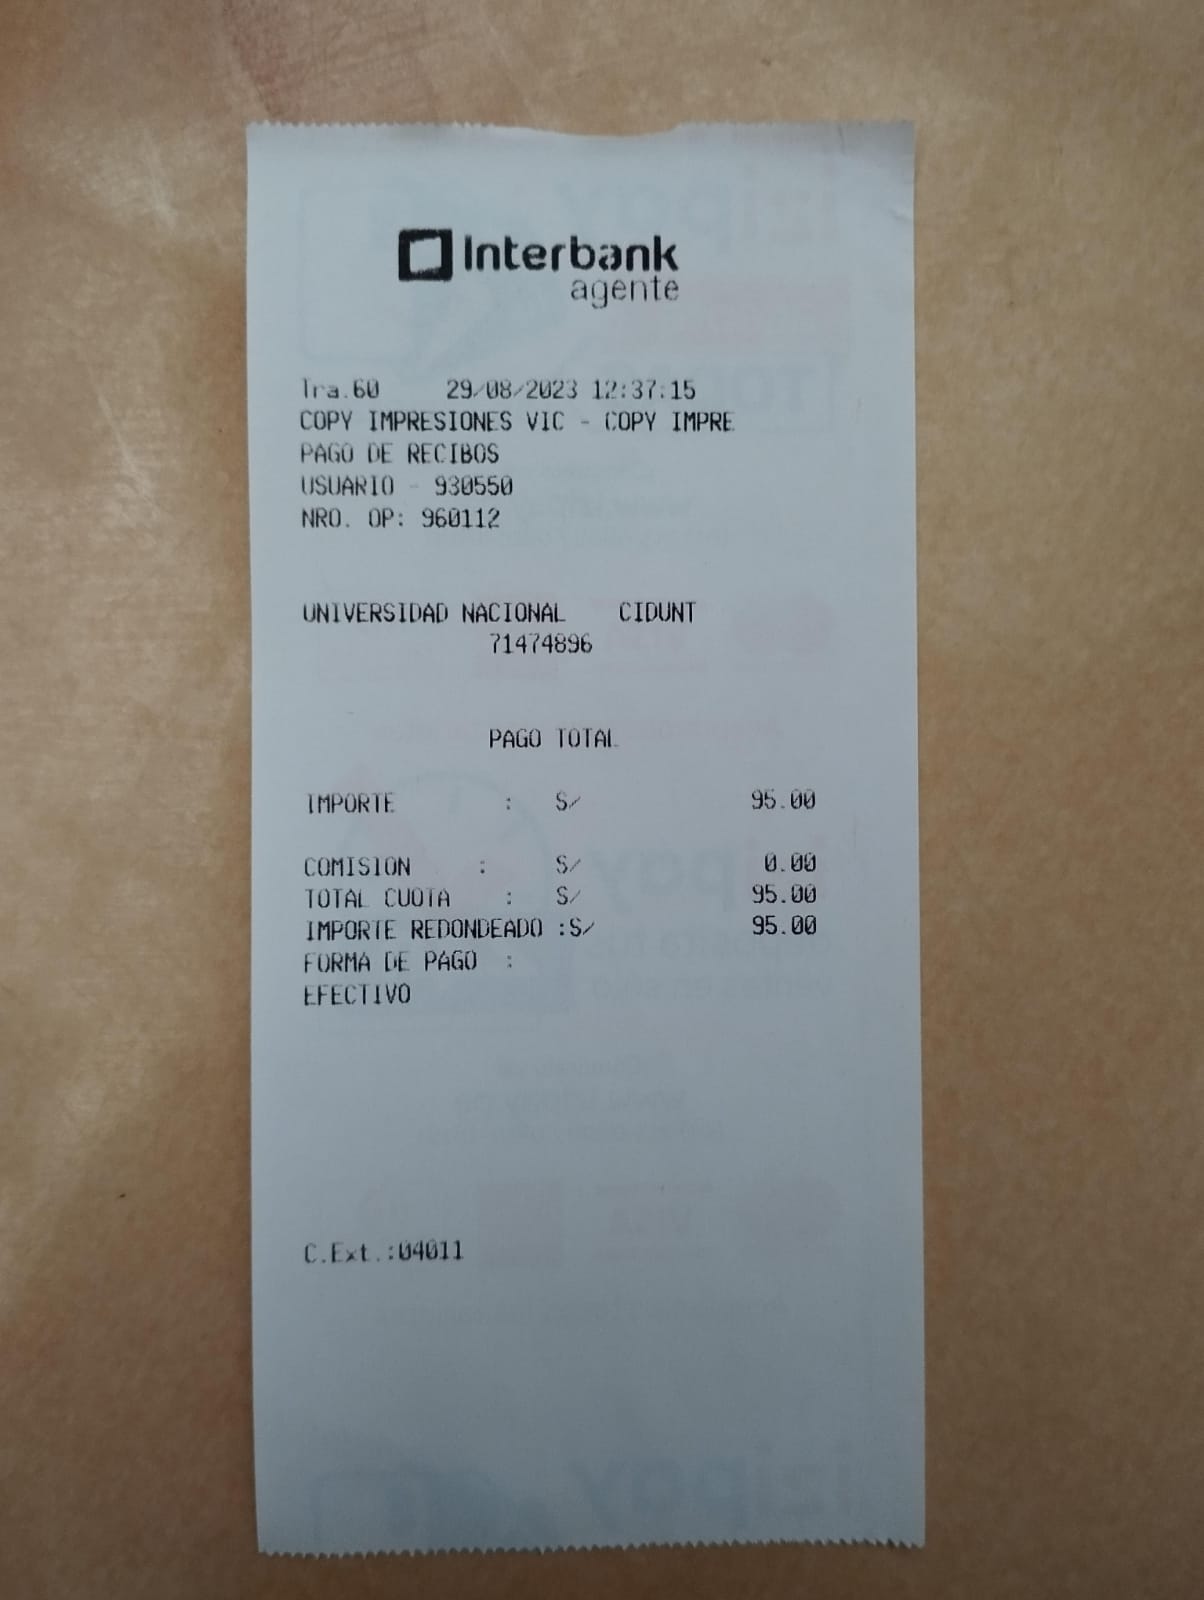 Interbank
agente
Tra.60 29/08/2023 12:37:15
COPY IMPRESIONES VIC - COPY IMPRE
PAGO DE RECIBOS
USUARIO - 930550
NRO. OP: 960112
UNIVERSIDAD NACIONAL CIDUNT
71474896
PAGO TOTAL
IMPORTE : S/ 95.00
COMISION : S/ 0.00
TOTAL CUOTA : S/ 95.00
IMPORTE REDONDEADO :S/ 95.00
FORMA DE PAGO :
EFECTIVO
C.Ext.:04011